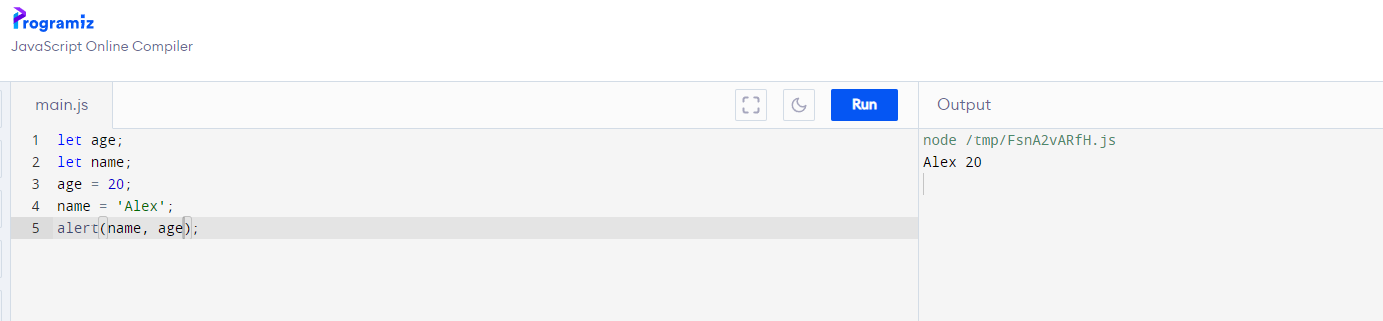 Programiz
JavaScript Online Compiler
main.js
Run
Output
1 let age;
2 let name;
3 age = 20;
4 name = 'Alex';
5 alert(name, age);
node /tmp/FsnA2vARfH.js
Alex 20